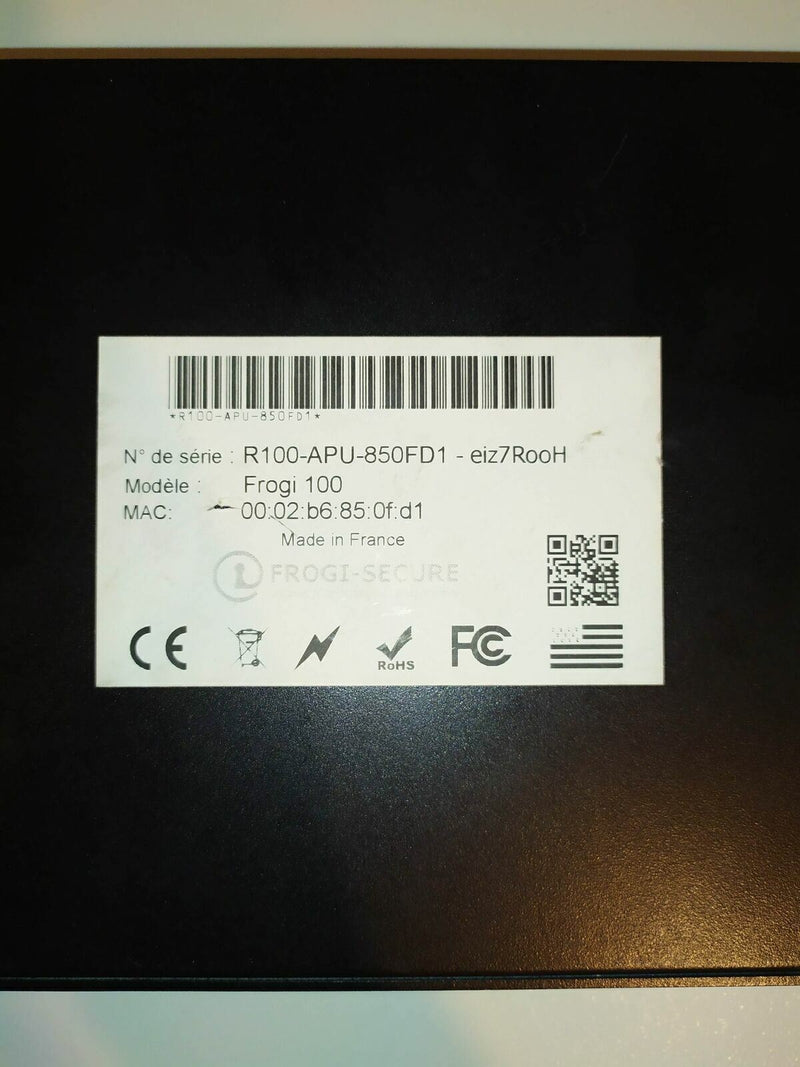 *R100-APU-850FD1*
N° de série : R100-APU-850FD1 - eiz7RooH
Modèle : Frogi 100
MAC: 00:02:b6:85:0f:d1
Made in France
FROGI-SECURE
CE
RoHS
FC